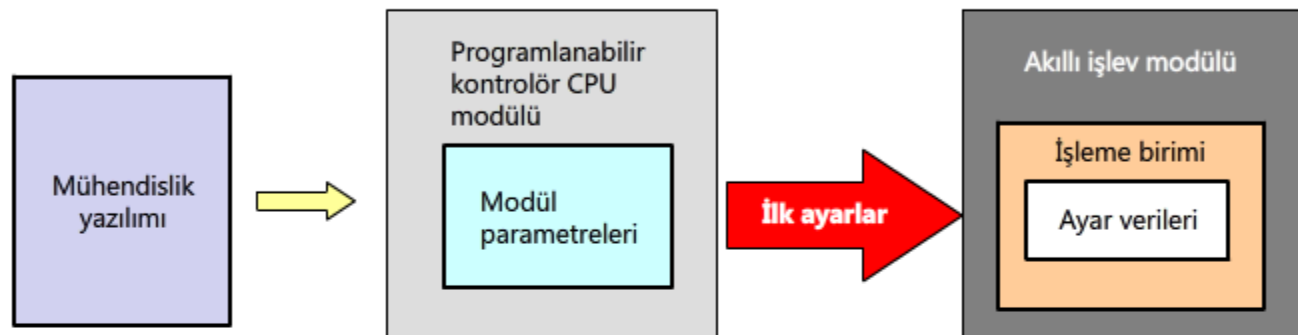 Mühendislik
yazılımı
Programlanabilir
kontrolör CPU
modülü
Modül
parametreleri
İlk ayarlar
Akıllı işlev modülü
İşleme birimi
Ayar verileri